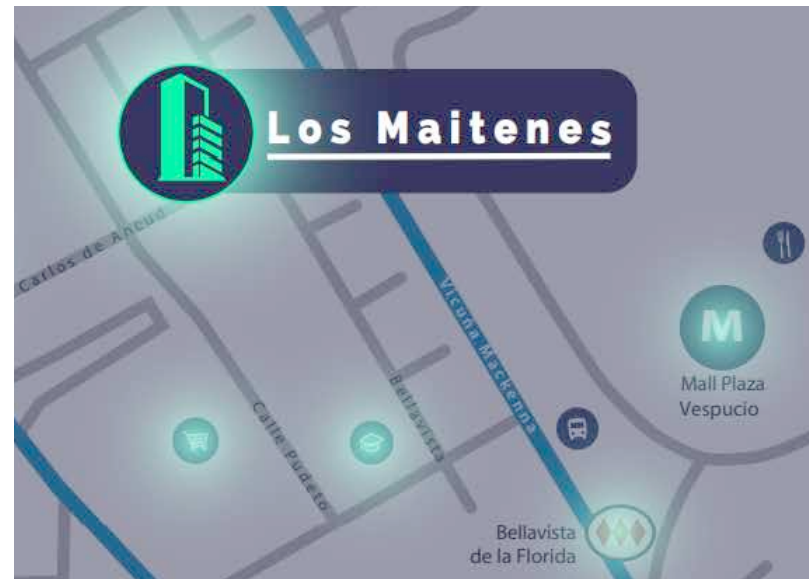 Los Maitenes
Carlos de Ancud
Vicuña Mackenna
M
Mall Plaza
Vespucio
Bellavista
Calle Pudeto
Bellavista
de la Florida